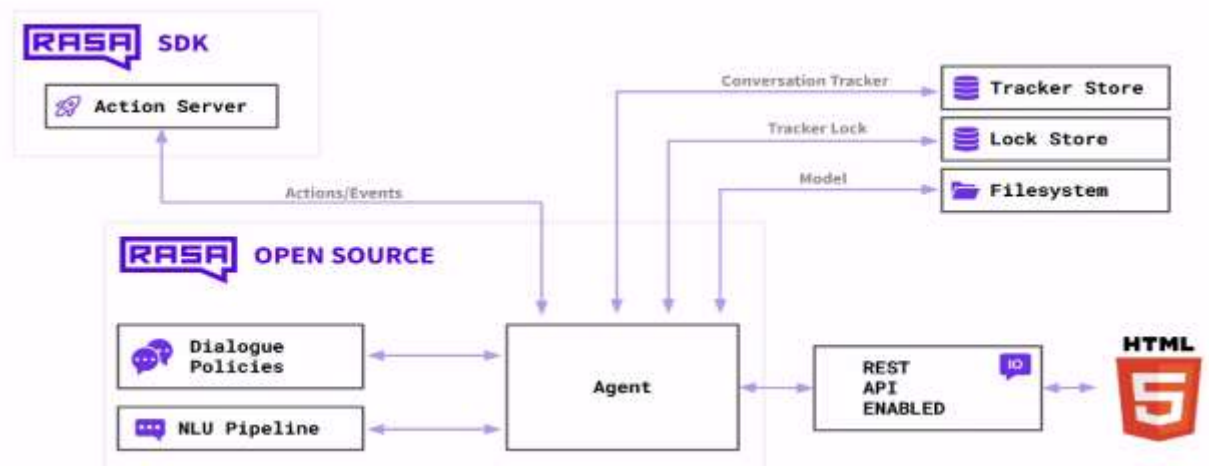 RASA SDK
Action Server
Conversation Tracker
Tracker Store
Tracker Lock
Lock Store
Model
Filesystem
Actions/Events
RASA OPEN SOURCE
Dialogue
Policies
NLU Pipeline
Agent
REST
API
ENABLED
IO
HTML
5